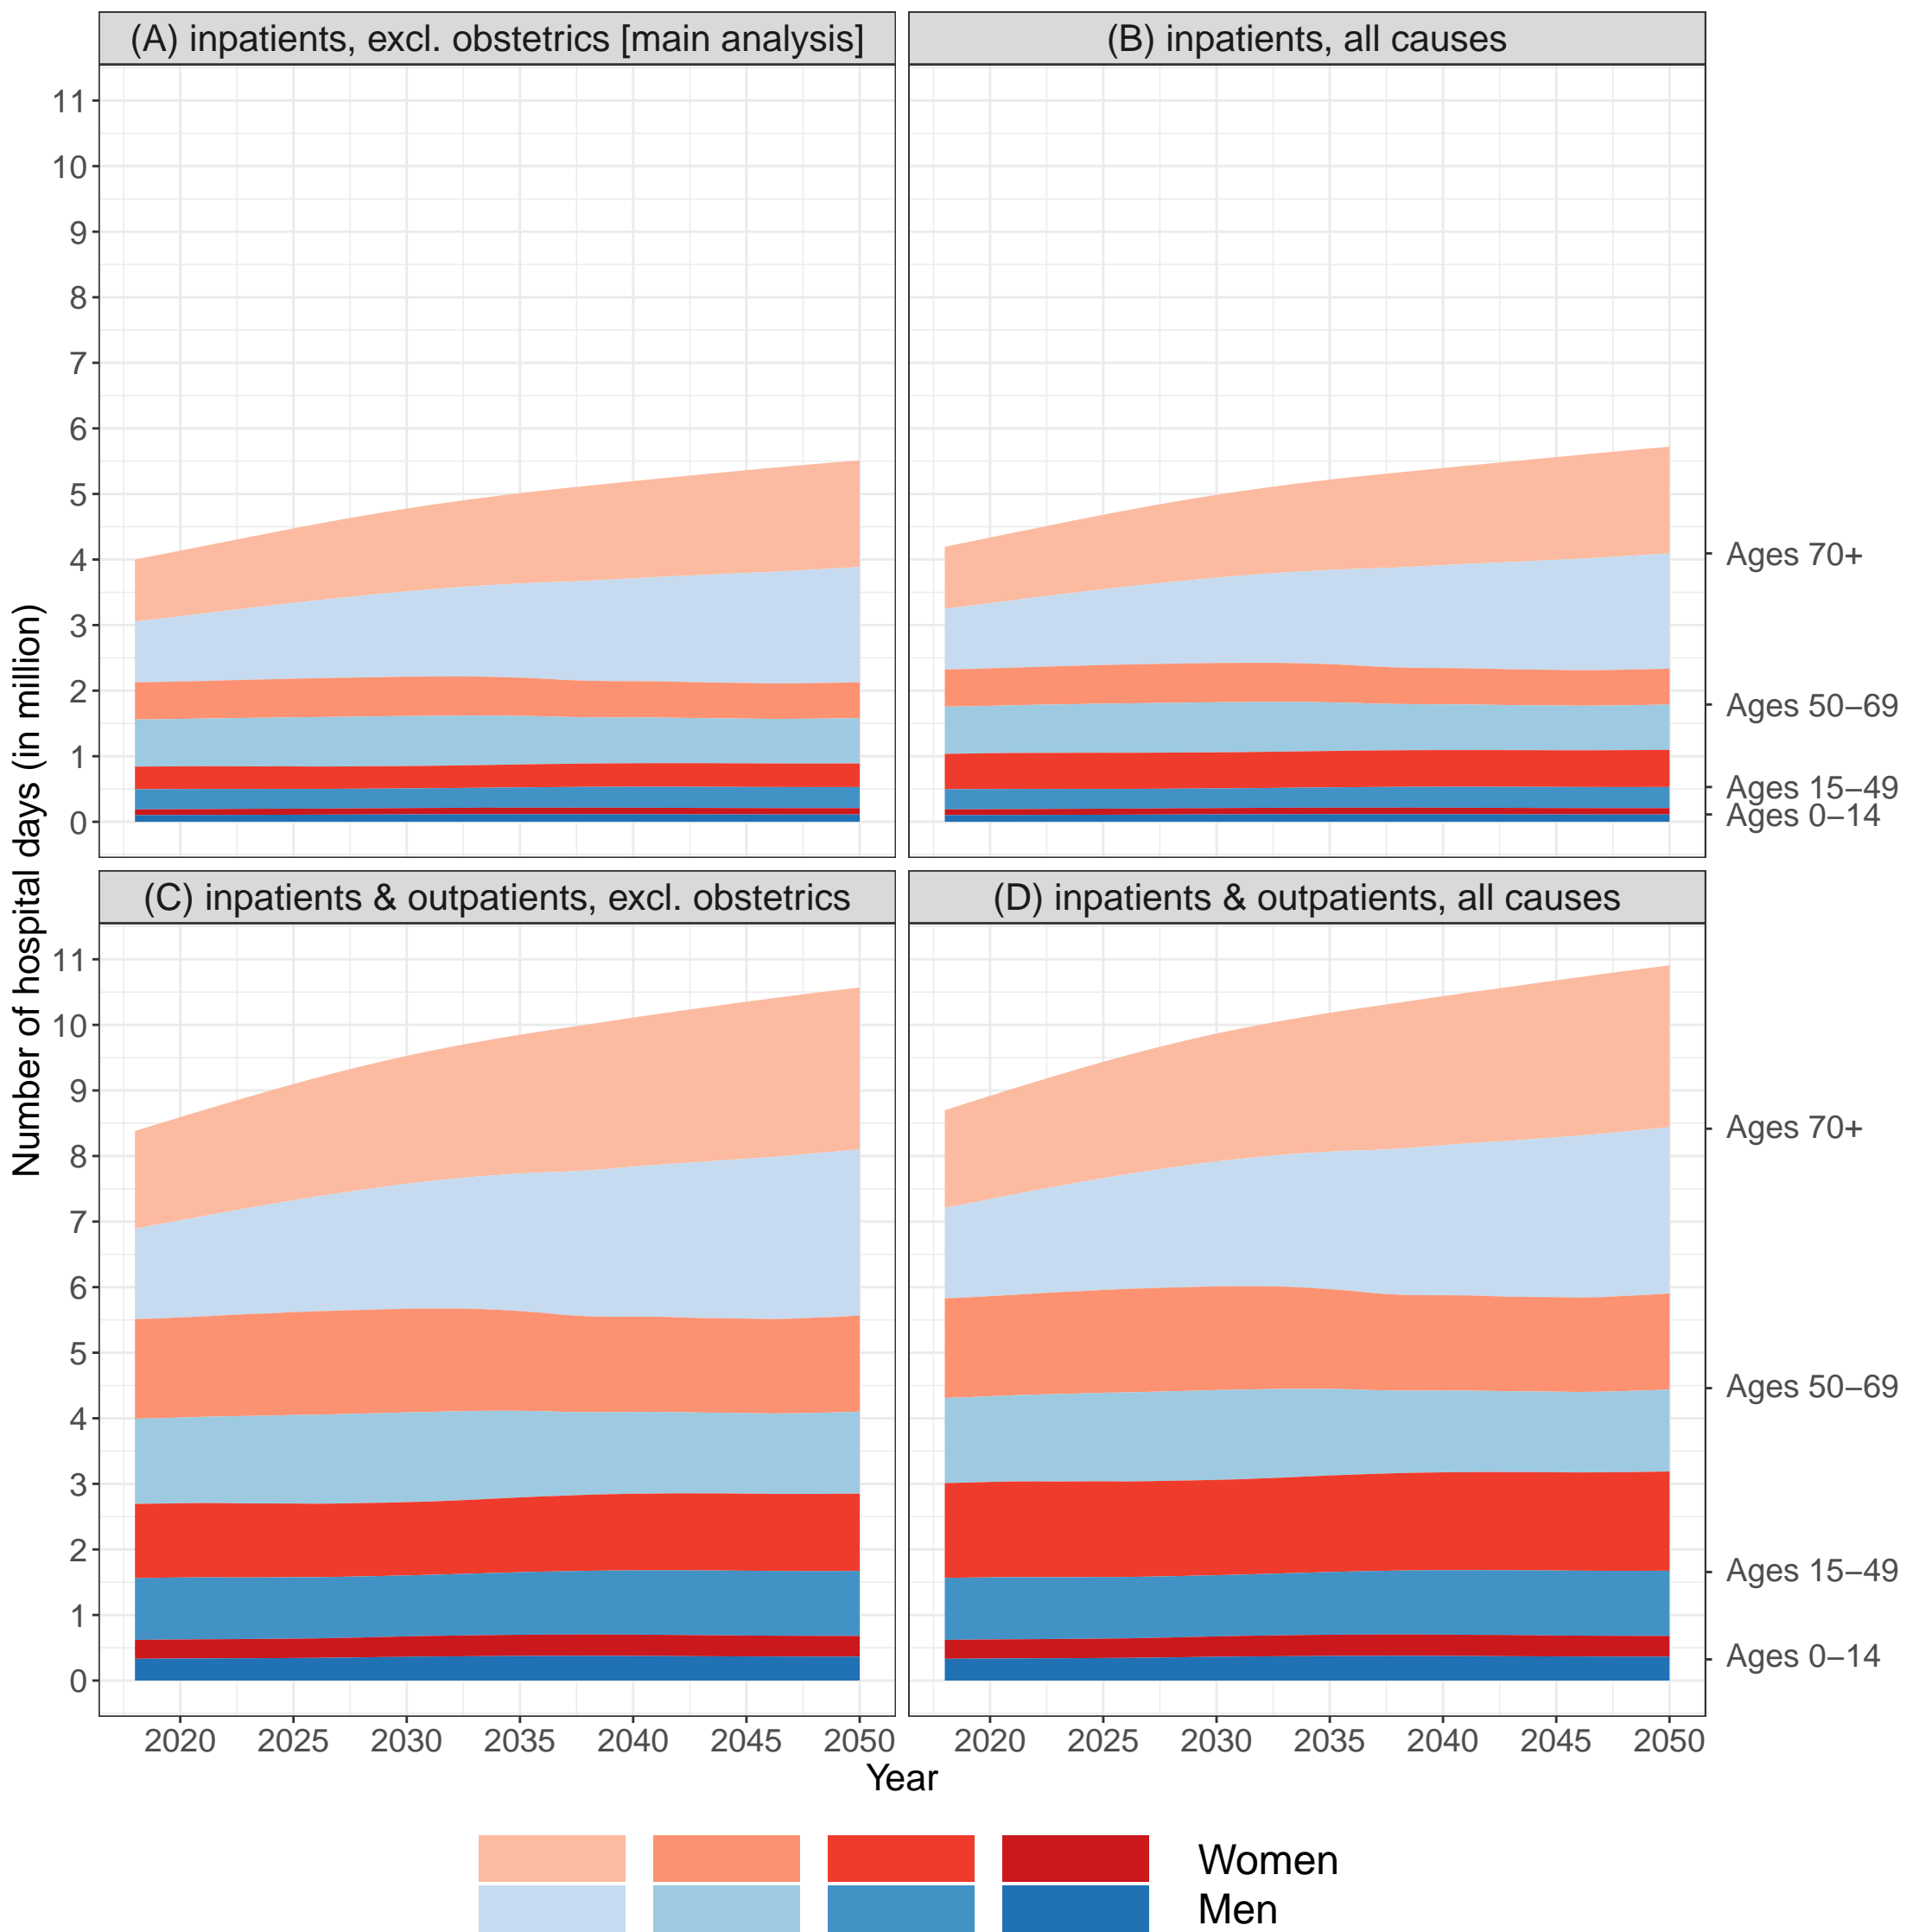 (A) inpatients, excl. obstetrics [main analysis]
(B) inpatients, all causes
11
10
9
8
7
6
5
4
3
2
1
0
Ages 70+
Ages 50–69
Ages 15–49
Ages 0–14
Number of hospital days (in million)
(C) inpatients & outpatients, excl. obstetrics
(D) inpatients & outpatients, all causes
11
10
9
8
7
6
5
4
3
2
1
0
Ages 70+
Ages 50–69
Ages 15–49
Ages 0–14
2020 2025 2030 2035 2040 2045 2050
2020 2025 2030 2035 2040 2045 2050
Year
Women
Men